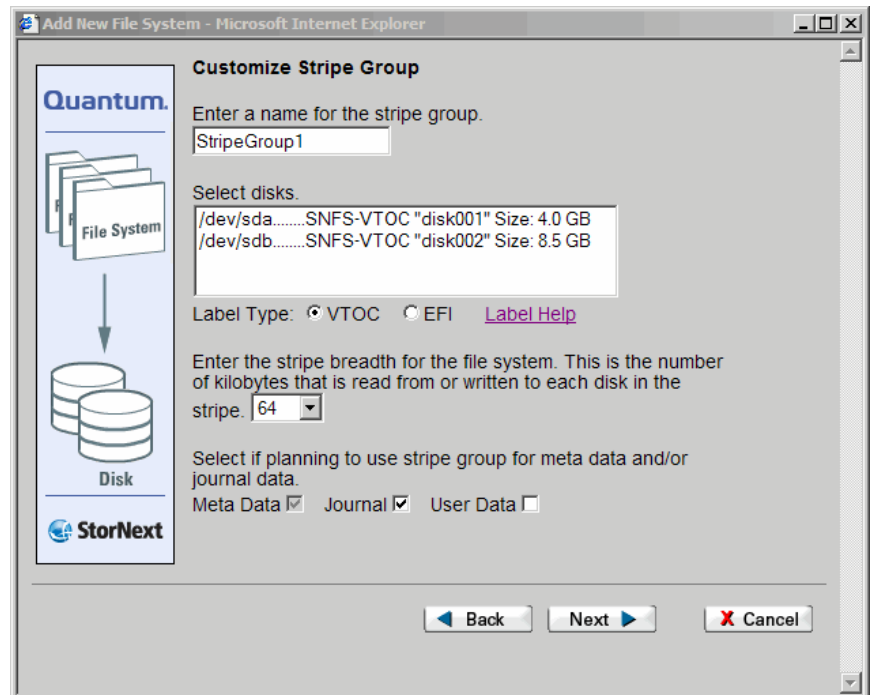 Add New File System - Microsoft Internet Explorer
Quantum.
File System
Disk
StorNext
Customize Stripe Group
Enter a name for the stripe group.
StripeGroup1
Select disks.
/dev/sda.......SNFS-VTOC "disk001" Size: 4.0 GB
/dev/sdb........SNFS-VTOC "disk002" Size: 8.5 GB
Label Type: VTOC EFI Label Help
Enter the stripe breadth for the file system. This is the number
of kilobytes that is read from or written to each disk in the
stripe. 64
Select if planning to use stripe group for meta data and/or
journal data.
Meta Data Journal User Data
Back Next X Cancel